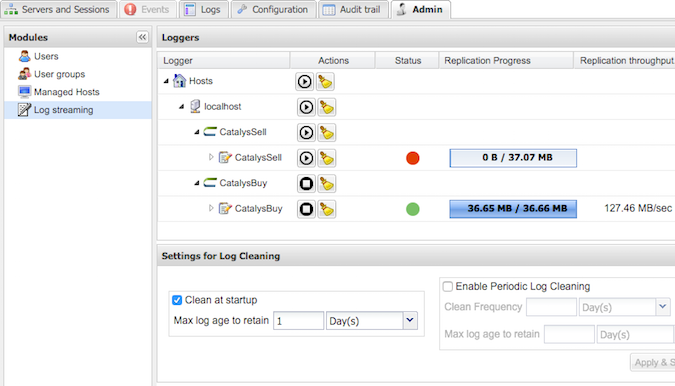 Servers and Sessions Events Logs Configuration Audit trail Admin
Modules
Users
User groups
Managed Hosts
Log streaming
Loggers
Logger Actions Status Replication Progress Replication throughput
Hosts
localhost
CatalysSell
CatalysSell 0 B / 37.07 MB
CatalysBuy
CatalysBuy 36.65 MB / 36.66 MB 127.46 MB/sec
Settings for Log Cleaning
Clean at startup
Max log age to retain 1 Day(s)
Enable Periodic Log Cleaning
Clean Frequency Day(s)
Max log age to retain Day(s)
Apply & S